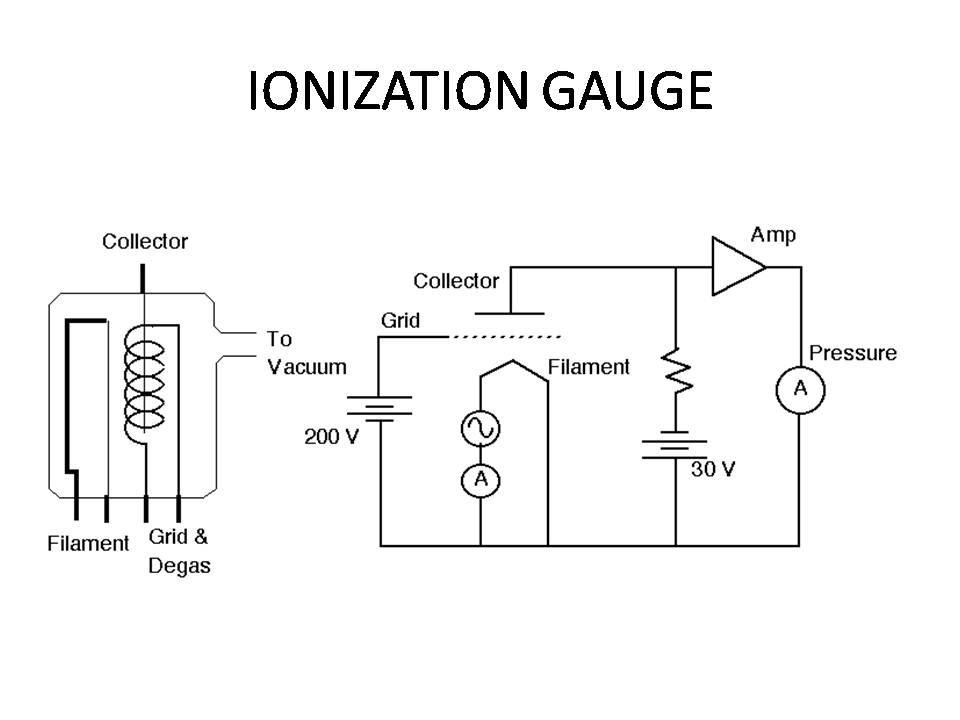 IONIZATION GAUGE
Collector
To
Vacuum
Filament
Grid &
Degas
Amp
Collector
Grid
Filament
Pressure
A
200 V
A
30 V